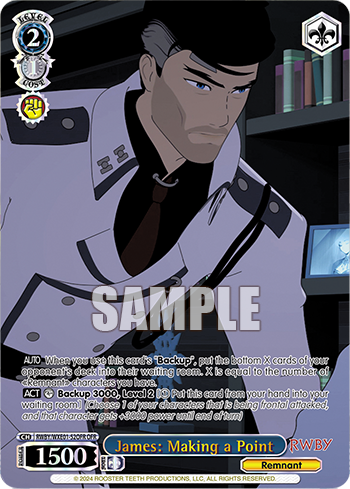 LEVEL
2
COST
SAMPLE
AUTO When you use this card's "Backup", put the bottom X cards of your
opponent's deck into their waiting room. X is equal to the number of
«Remnant» characters you have.
ACT Backup 3000, Level 2 [ Put this card from your hand into your
waiting room] (Choose 1 of your characters that is being frontal attacked,
and that character gets +3000 power until end of turn)
CH
James: Making a Point
RWBY
POWER
1500
Remnant
© 2024 ROOSTER TEETH PRODUCTIONS, LLC, ALL RIGHTS RESERVED.